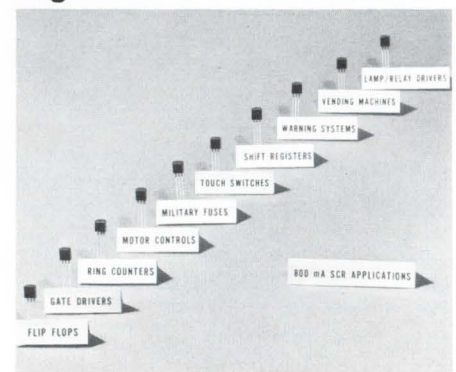 LAMP/RELAY DRIVERS
VENDING MACHINES
WARNING SYSTEMS
SHIFT REGISTERS
TOUCH SWITCHES
MILITARY FUSES
MOTOR CONTROLS
RING COUNTERS
800 mA SCR APPLICATIONS
GATE DRIVERS
FLIP FLOPS